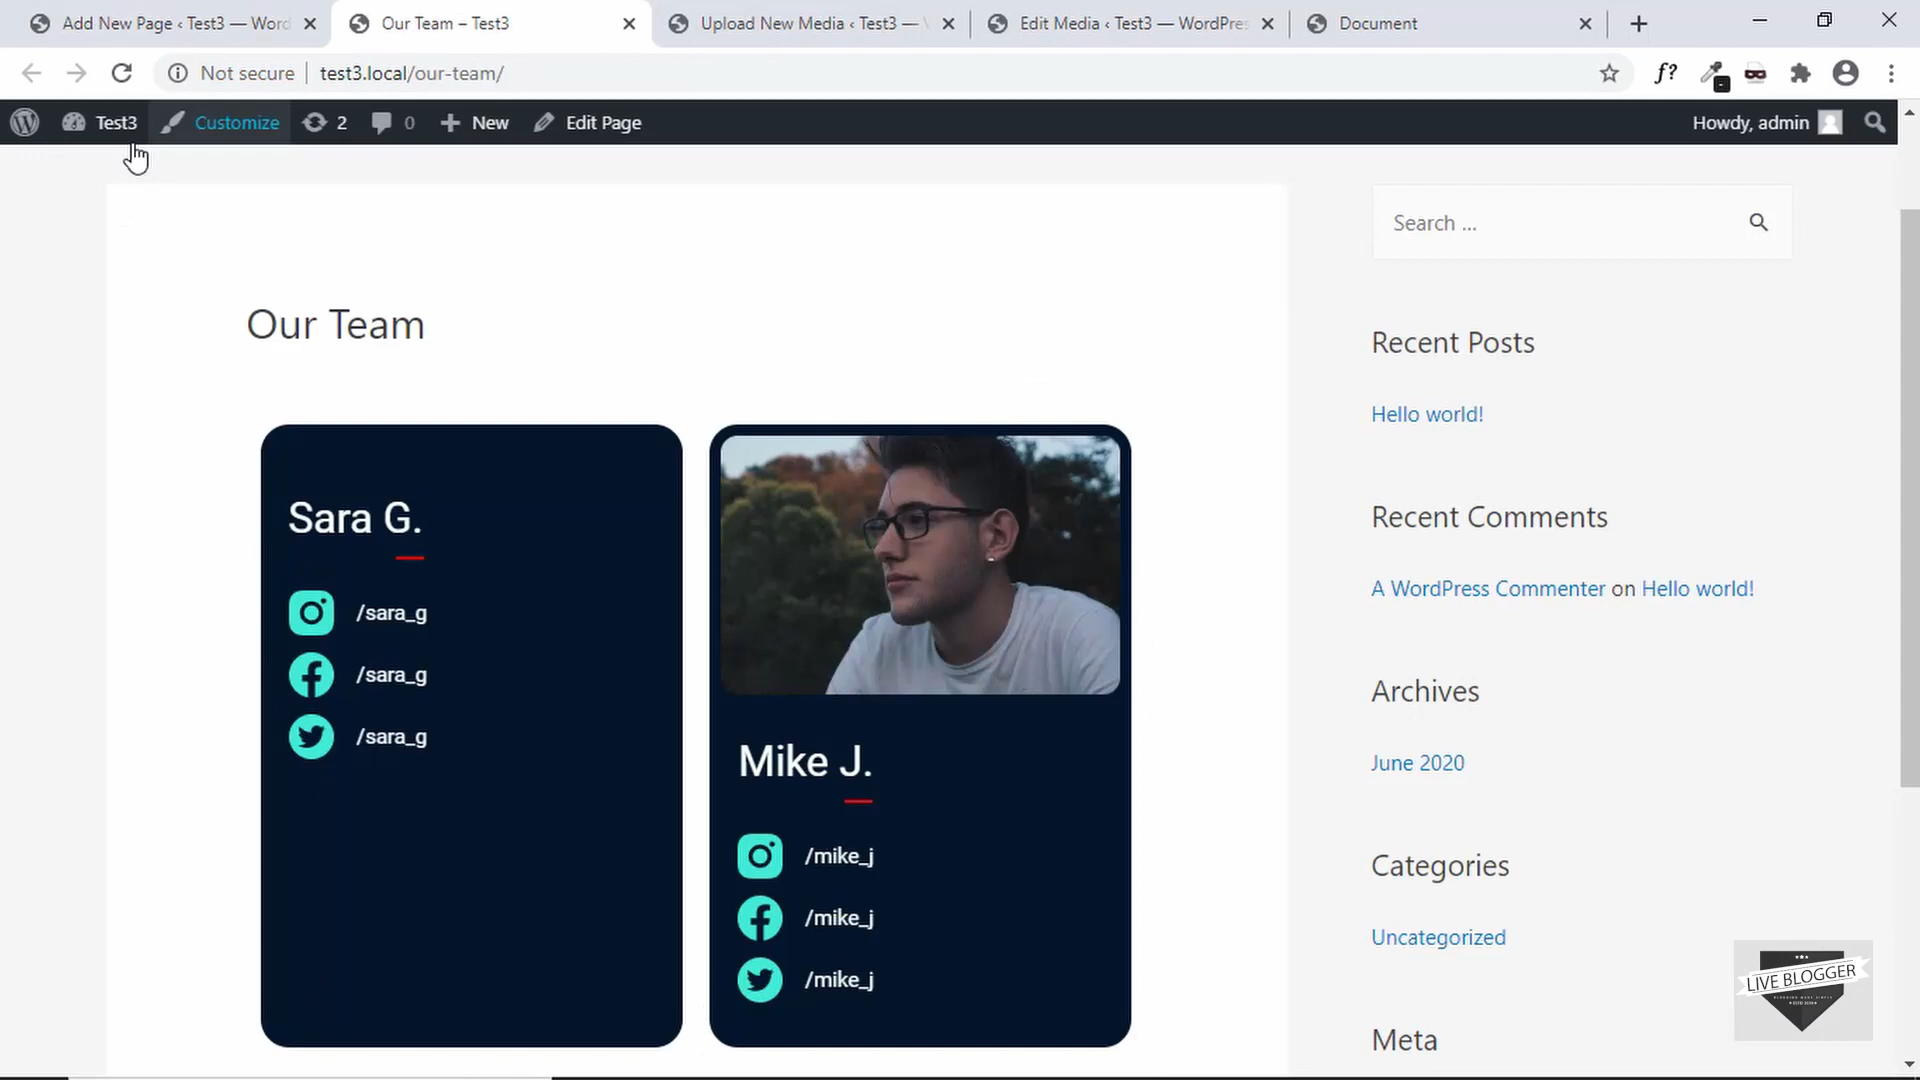 Add New Page ‹ Test3 — Word
Our Team – Test3
Upload New Media ‹ Test3 —
Edit Media ‹ Test3 — WordPres
Document
Not secure
test3.local/our-team/
f?
Test3
Customize
2
0
New
Edit Page
Howdy, admin
Search ...
Our Team
Recent Posts
Hello world!
Recent Comments
A WordPress Commenter on Hello world!
Archives
June 2020
Categories
Uncategorized
Meta
Sara G.
/sara_g
/sara_g
/sara_g
Mike J.
/mike_j
/mike_j
/mike_j
LIVE BLOGGER